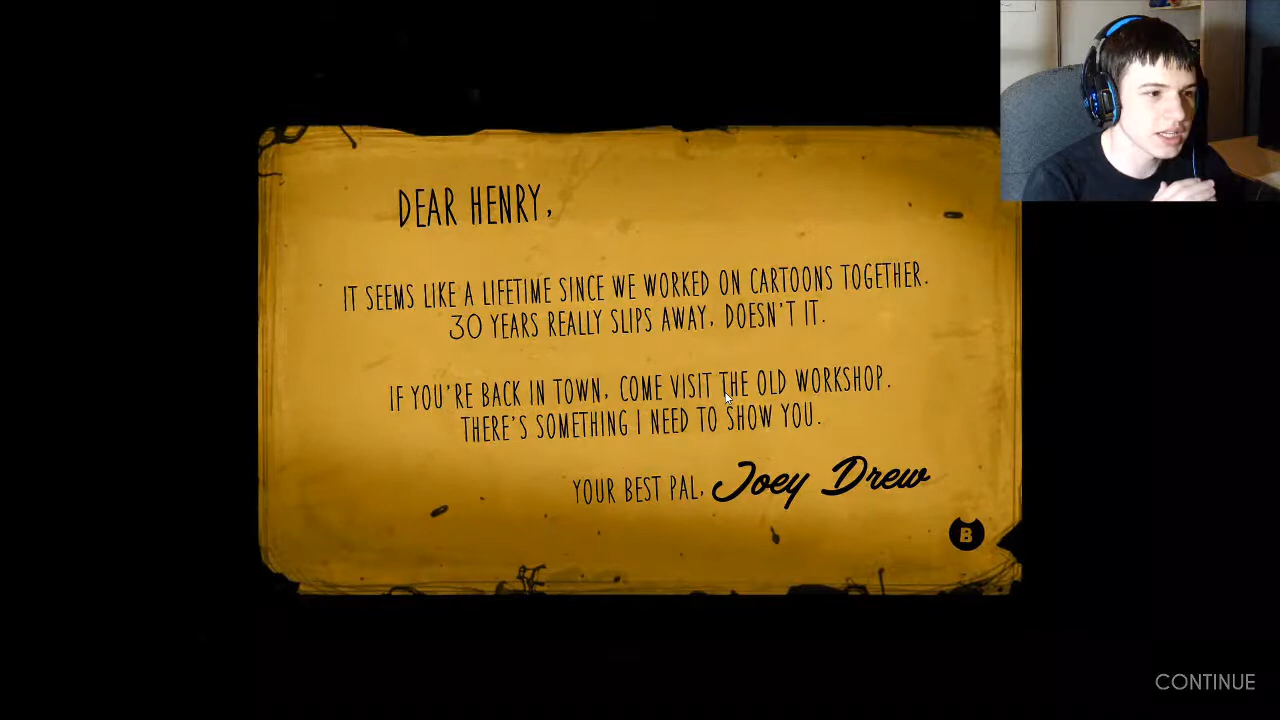 DEAR HENRY,
IT SEEMS LIKE A LIFETIME SINCE WE WORKED ON CARTOONS TOGETHER.
30 YEARS REALLY SLIPS AWAY, DOESN'T IT.
IF YOU'RE BACK IN TOWN, COME VISIT THE OLD WORKSHOP.
THERE'S SOMETHING I NEED TO SHOW YOU.
YOUR BEST PAL, Joey Drew
B
CONTINUE